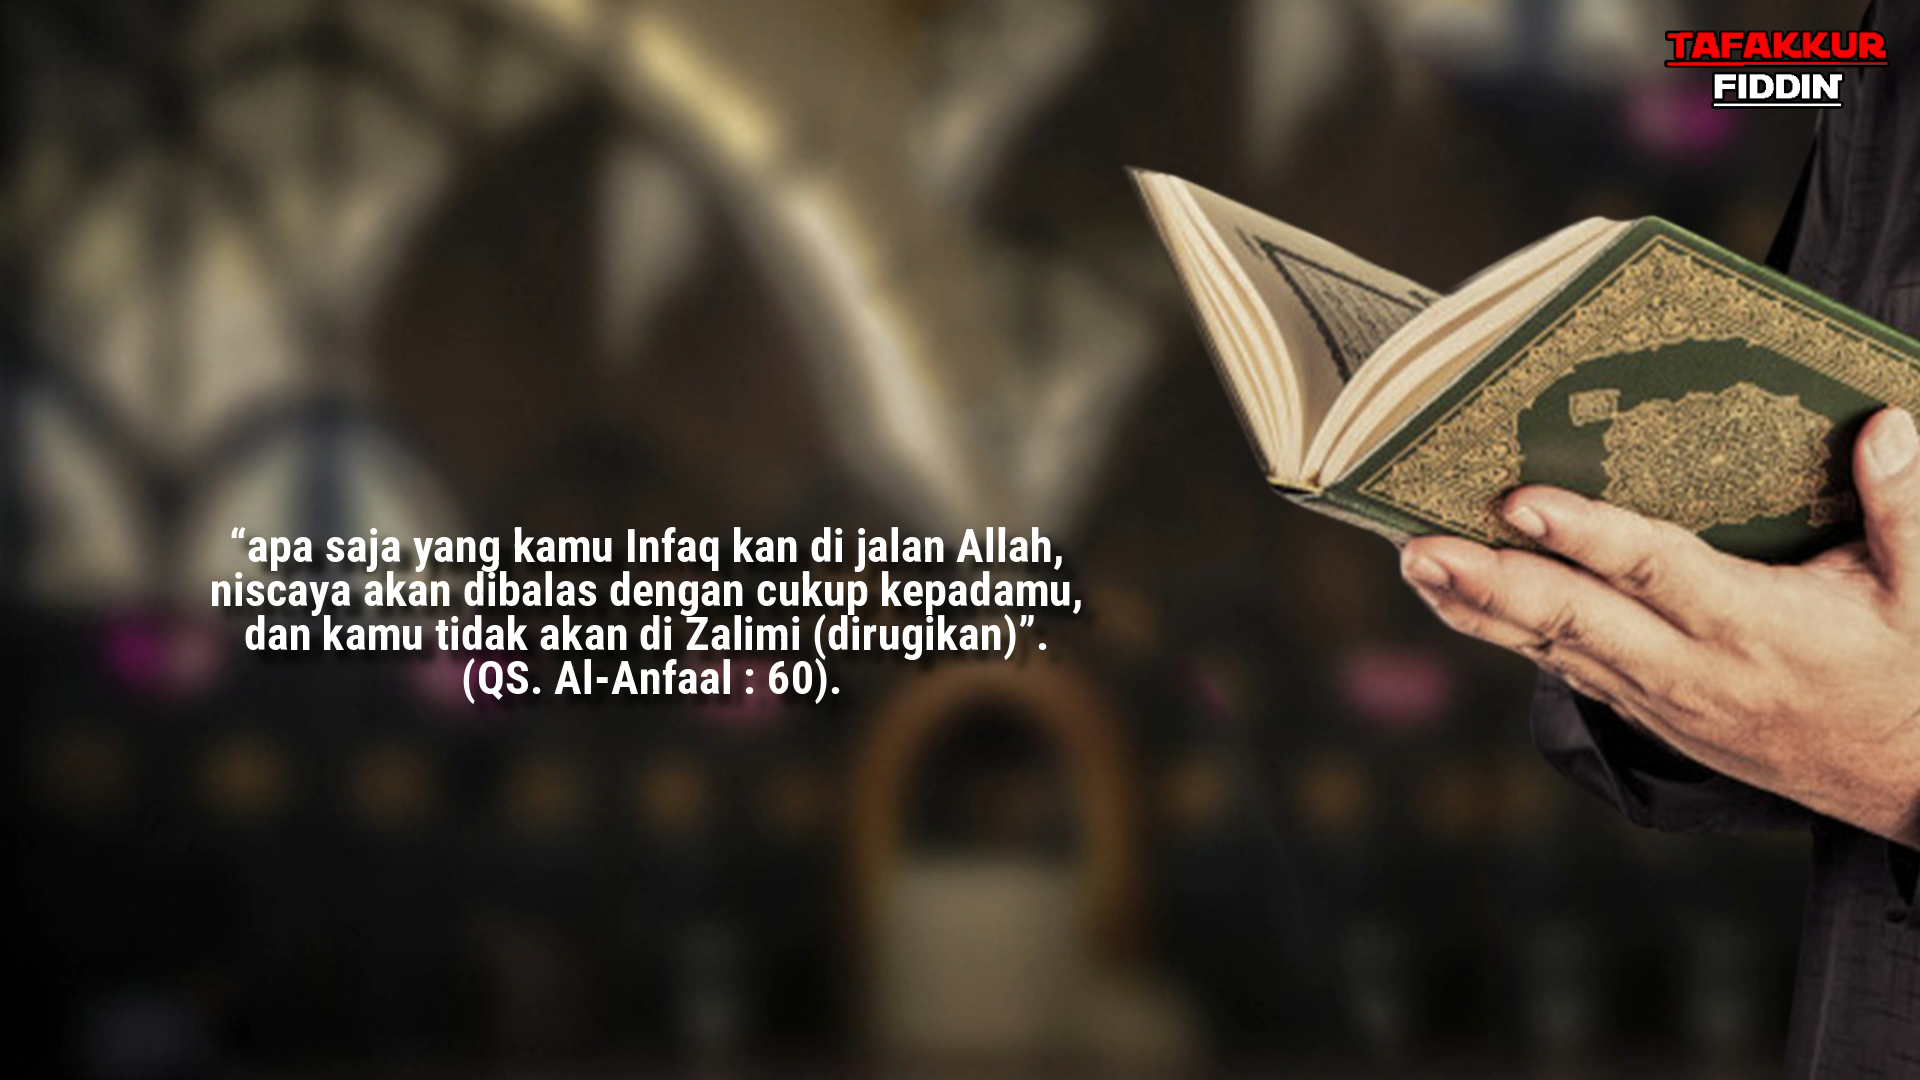 TAFAKKUR
FIDDIN
“apa saja yang kamu Infaq kan di jalan Allah,
niscaya akan dibalas dengan cukup kepadamu,
dan kamu tidak akan di Zalimi (dirugikan)”.
(QS. Al-Anfaal : 60).